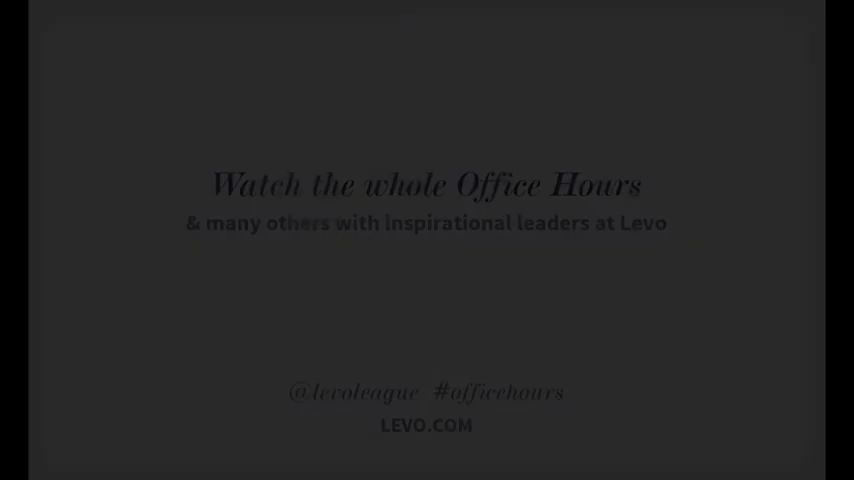 Watch the whole Office Hours
& many others with inspirational leaders at Levo
@levoleague #officehours
LEVO.COM